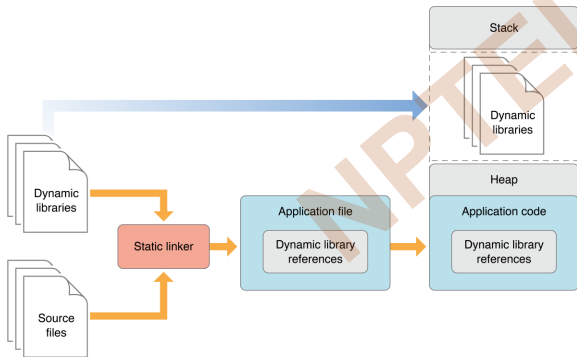 Stack
Dynamic
libraries
Heap
Dynamic
libraries
Application file
Application code
Static linker
Dynamic library
references
Dynamic library
references
Source
files
NPTEL